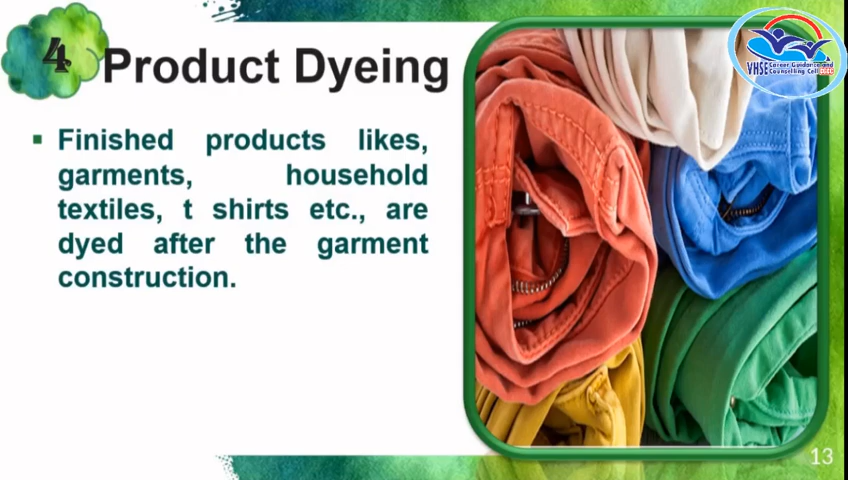 4 Product Dyeing
▪ Finished products likes,
garments, household
textiles, t shirts etc., are
dyed after the garment
construction.
VHSE Career Guidance and
Counselling Cell
13